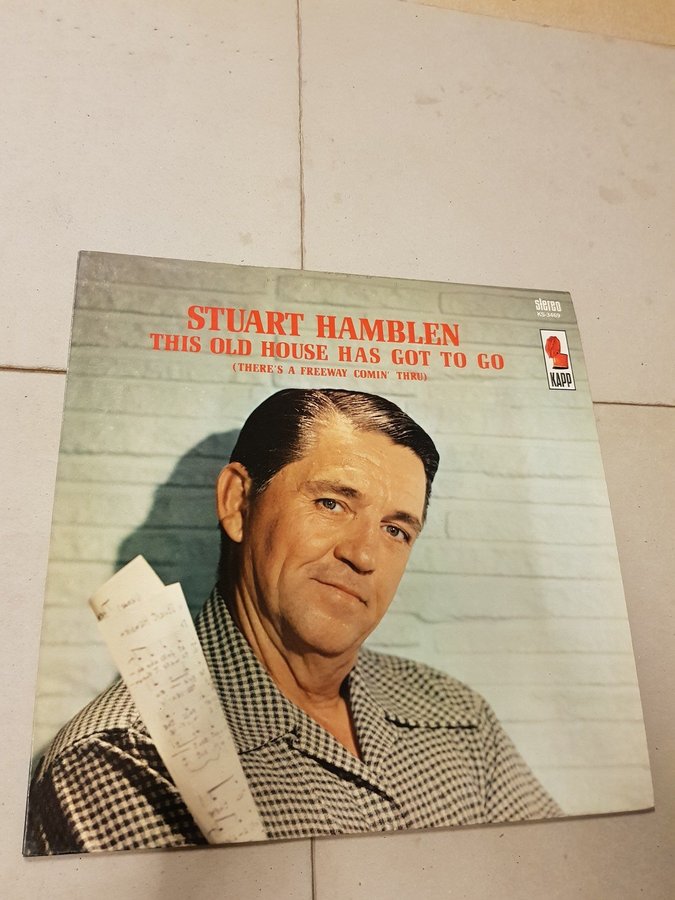 stereo
KS-3469
STUART HAMBLEN
THIS OLD HOUSE HAS GOT TO GO
(THERE'S A FREEWAY COMIN' THRU)
KAPP